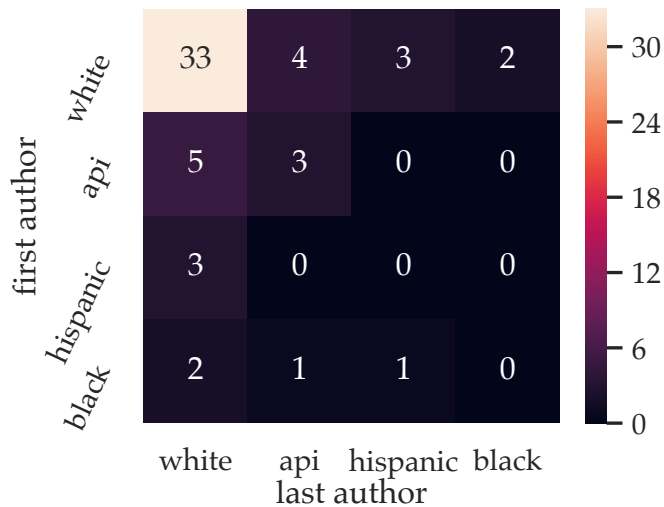 white 33 4 3 2
api 5 3 0 0
hispanic 3 0 0 0
black 2 1 1 0
first author
white api hispanic black
last author
30
24
18
12
6
0